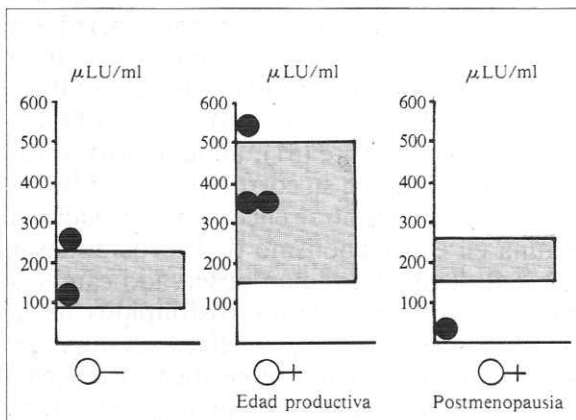 μLU/ml μLU/ml μLU/ml
600 600 600
500 500 500
400 400 400
300 300 300
200 200 200
100 100 100
Edad productiva Postmenopausia